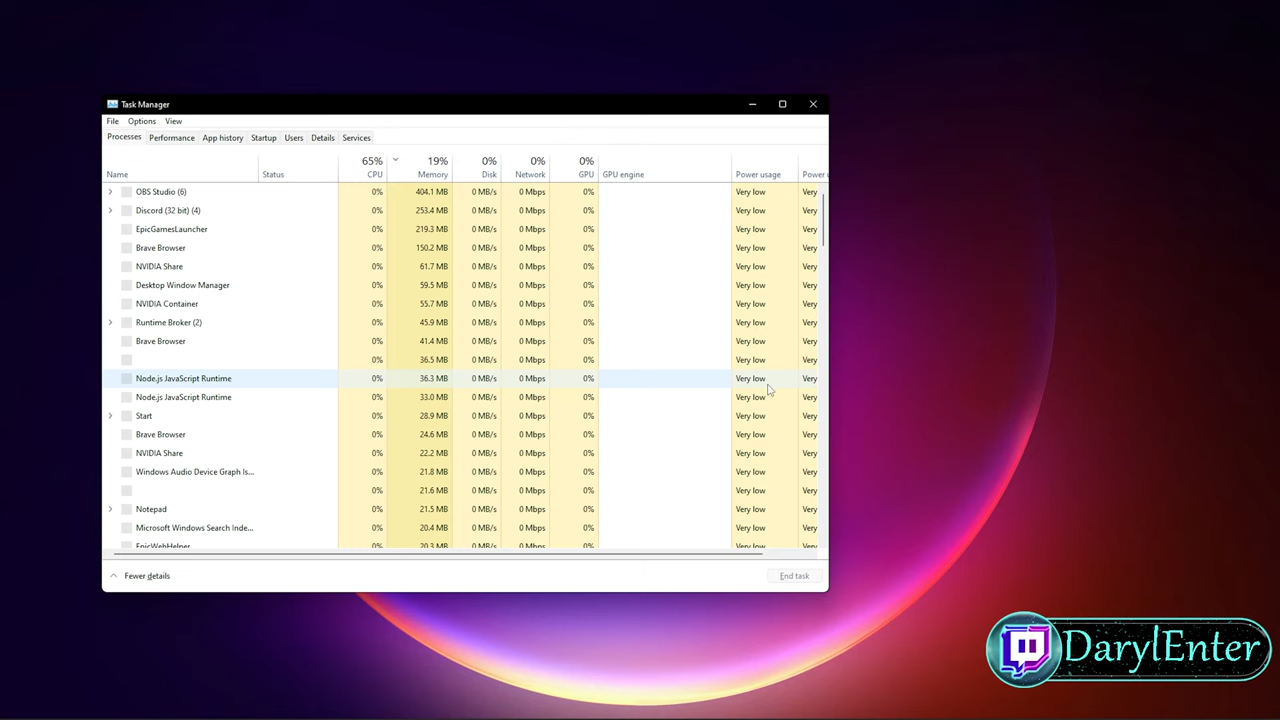 Task Manager
File Options View
Processes Performance App history Startup Users Details Services
65% 19% 0% 0% 0%
Name Status CPU Memory Disk Network GPU GPU engine Power usage Power u
OBS Studio (6) 0% 404.1 MB 0 MB/s 0 Mbps 0% Very low Very
Discord (32 bit) (4) 0% 253.4 MB 0 MB/s 0 Mbps 0% Very low Very
EpicGamesLauncher 0% 219.3 MB 0 MB/s 0 Mbps 0% Very low Very
Brave Browser 0% 150.2 MB 0 MB/s 0 Mbps 0% Very low Very
NVIDIA Share 0% 61.7 MB 0 MB/s 0 Mbps 0% Very low Very
Desktop Window Manager 0% 59.5 MB 0 MB/s 0 Mbps 0% Very low Very
NVIDIA Container 0% 55.7 MB 0 MB/s 0 Mbps 0% Very low Very
Runtime Broker (2) 0% 45.9 MB 0 MB/s 0 Mbps 0% Very low Very
Brave Browser 0% 41.4 MB 0 MB/s 0 Mbps 0% Very low Very
0% 36.5 MB 0 MB/s 0 Mbps 0% Very low Very
Node.js JavaScript Runtime 0% 36.3 MB 0 MB/s 0 Mbps 0% Very low Very
Node.js JavaScript Runtime 0% 33.0 MB 0 MB/s 0 Mbps 0% Very low Very
Start 0% 28.9 MB 0 MB/s 0 Mbps 0% Very low Very
Brave Browser 0% 24.6 MB 0 MB/s 0 Mbps 0% Very low Very
NVIDIA Share 0% 22.2 MB 0 MB/s 0 Mbps 0% Very low Very
Windows Audio Device Graph Is... 0% 21.8 MB 0 MB/s 0 Mbps 0% Very low Very
0% 21.6 MB 0 MB/s 0 Mbps 0% Very low Very
Notepad 0% 21.5 MB 0 MB/s 0 Mbps 0% Very low Very
Microsoft Windows Search Inde... 0% 20.4 MB 0 MB/s 0 Mbps 0% Very low Very
EpicWebHelper 0% 20.3 MB 0 MB/s 0 Mbps 0% Very low Very
Fewer details End task
DarylEnter